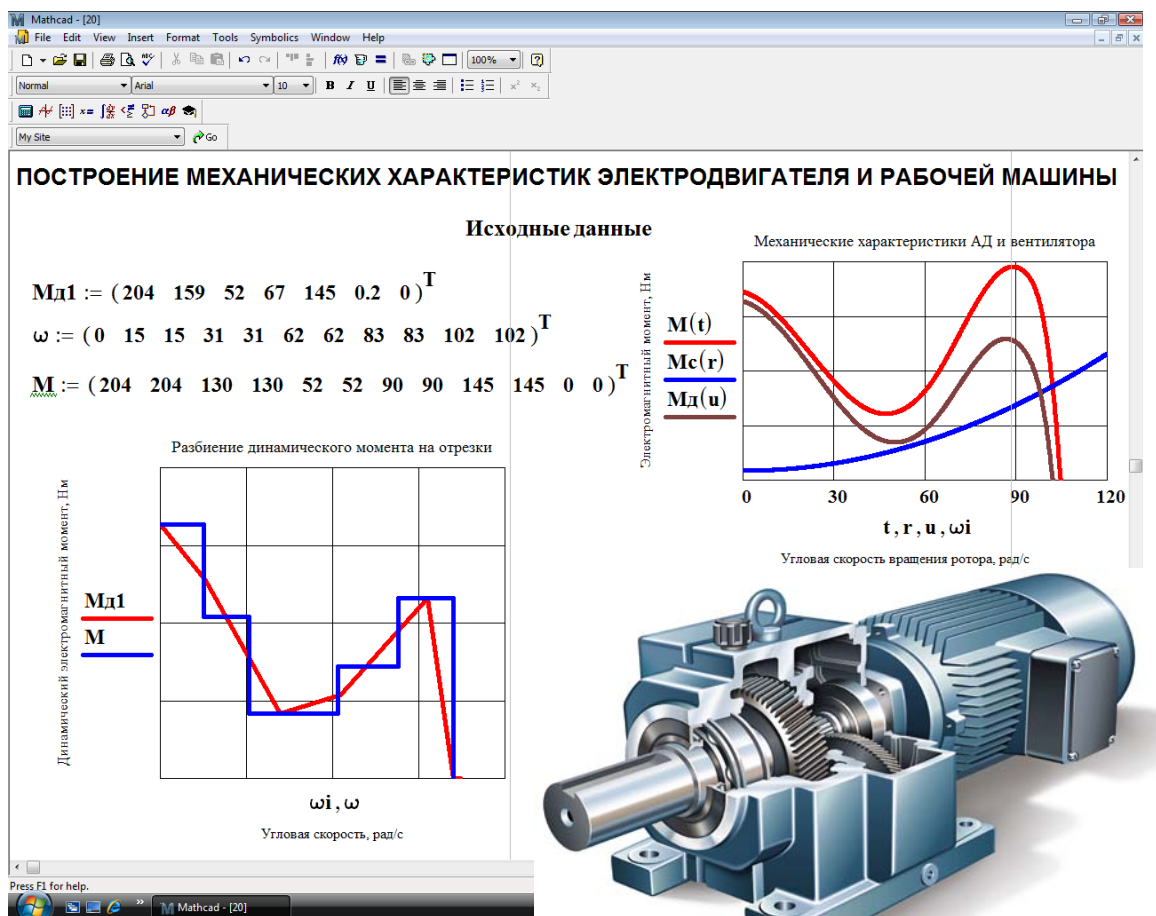 Mathcad - [20]
File Edit View Insert Format Tools Symbolics Window Help
100%
Normal Arial 10 B I U
My Site Go
ПОСТРОЕНИЕ МЕХАНИЧЕСКИХ ХАРАКТЕРИСТИК ЭЛЕКТРОДВИГАТЕЛЯ И РАБОЧЕЙ МАШИНЫ
Исходные данные
Мд1 := ( 204 159 52 67 145 0.2 0 )ᵀ
ω := ( 0 15 15 31 31 62 62 83 83 102 102 )ᵀ
M := ( 204 204 130 130 52 52 90 90 145 145 0 0 )ᵀ
Механические характеристики АД и вентилятора
Электромагнитный момент, Нм
M(t)
Mc(r)
Мд(u)
0 30 60 90 120
t , r , u , ωi
Угловая скорость вращения ротора, рад/с
Разбиение динамического момента на отрезки
Динамический электромагнитный момент, Нм
Мд1
M
ωi , ω
Угловая скорость, рад/с
Press F1 for help.
Mathcad - [20]